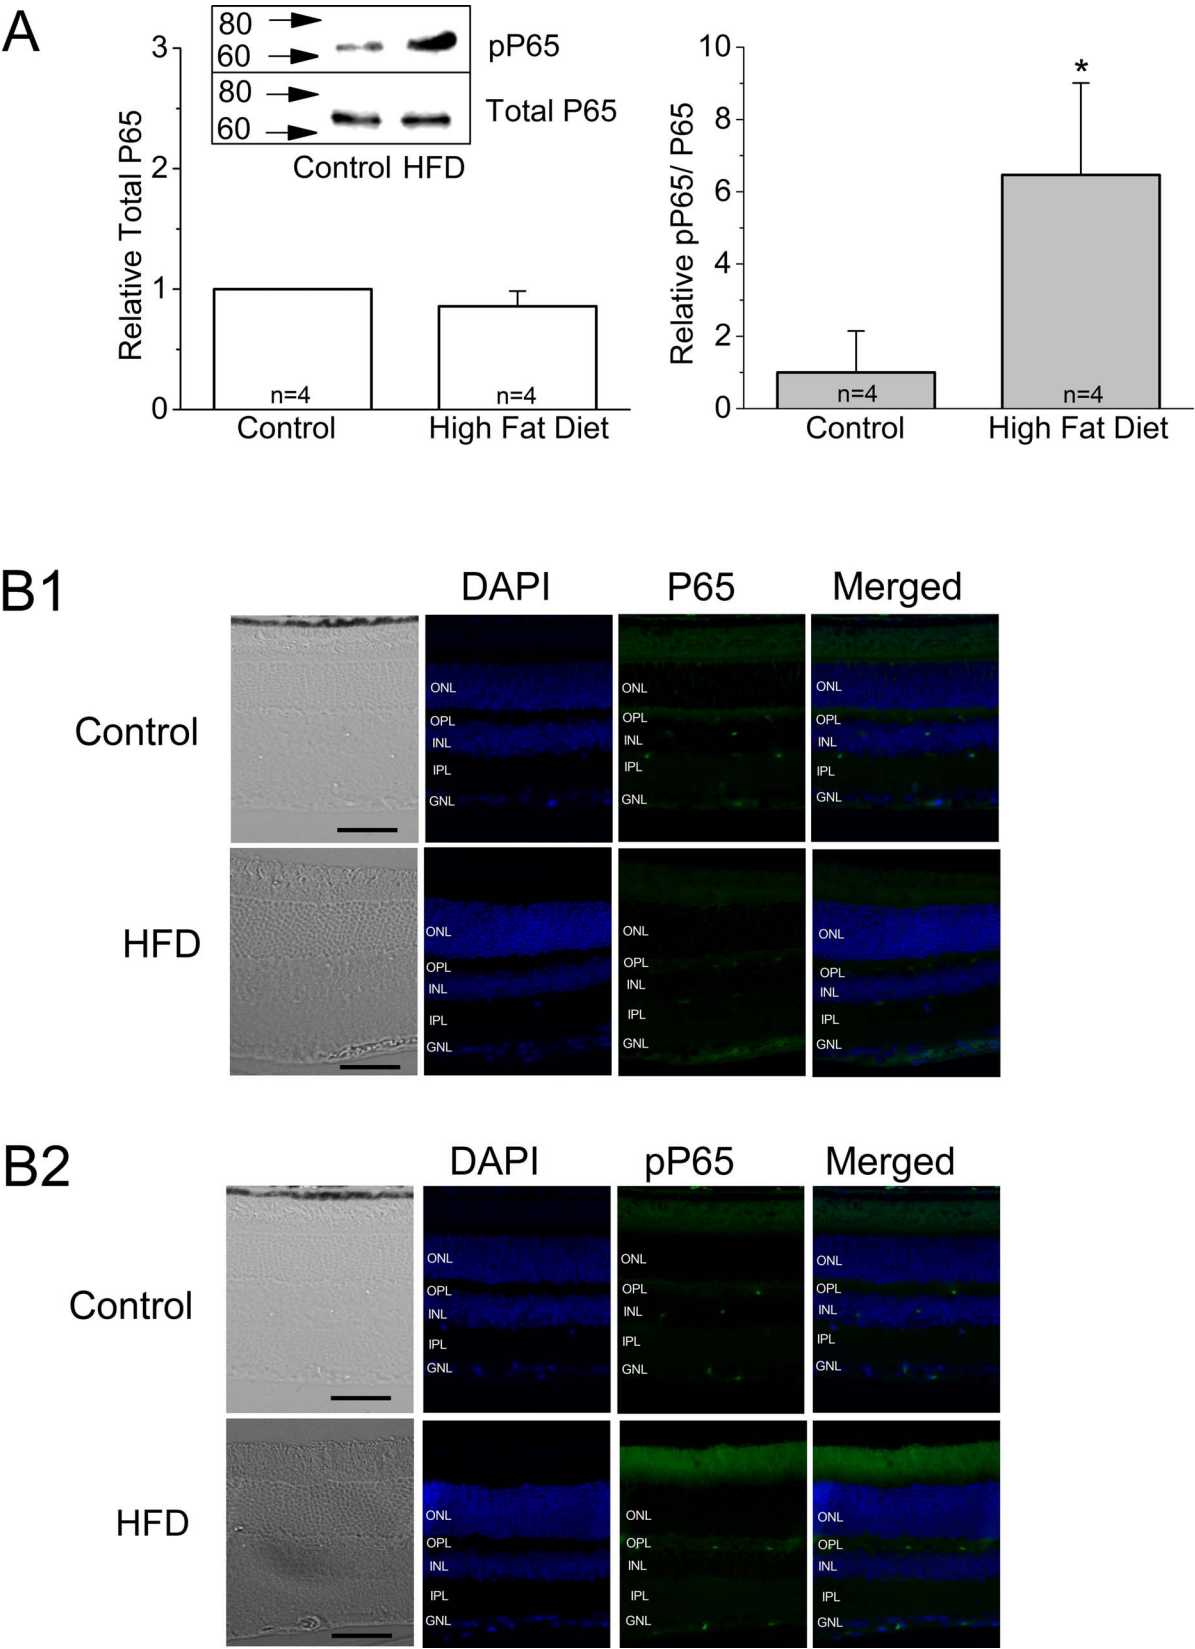 A
80
60
pP65
80
60
Total P65
Control HFD
3
2
1
0
Relative Total P65
n=4
n=4
Control
High Fat Diet
10
8
6
4
2
0
Relative pP65/ P65
*
n=4
n=4
Control
High Fat Diet
B1
DAPI
P65
Merged
Control
ONL
OPL
INL
IPL
GNL
ONL
OPL
INL
IPL
GNL
ONL
OPL
INL
IPL
GNL
HFD
ONL
OPL
INL
IPL
GNL
ONL
OPL
INL
IPL
GNL
ONL
OPL
INL
IPL
GNL
B2
DAPI
pP65
Merged
Control
ONL
OPL
INL
IPL
GNL
ONL
OPL
INL
IPL
GNL
ONL
OPL
INL
IPL
GNL
HFD
ONL
OPL
INL
IPL
GNL
ONL
OPL
INL
IPL
GNL
ONL
OPL
INL
IPL
GNL